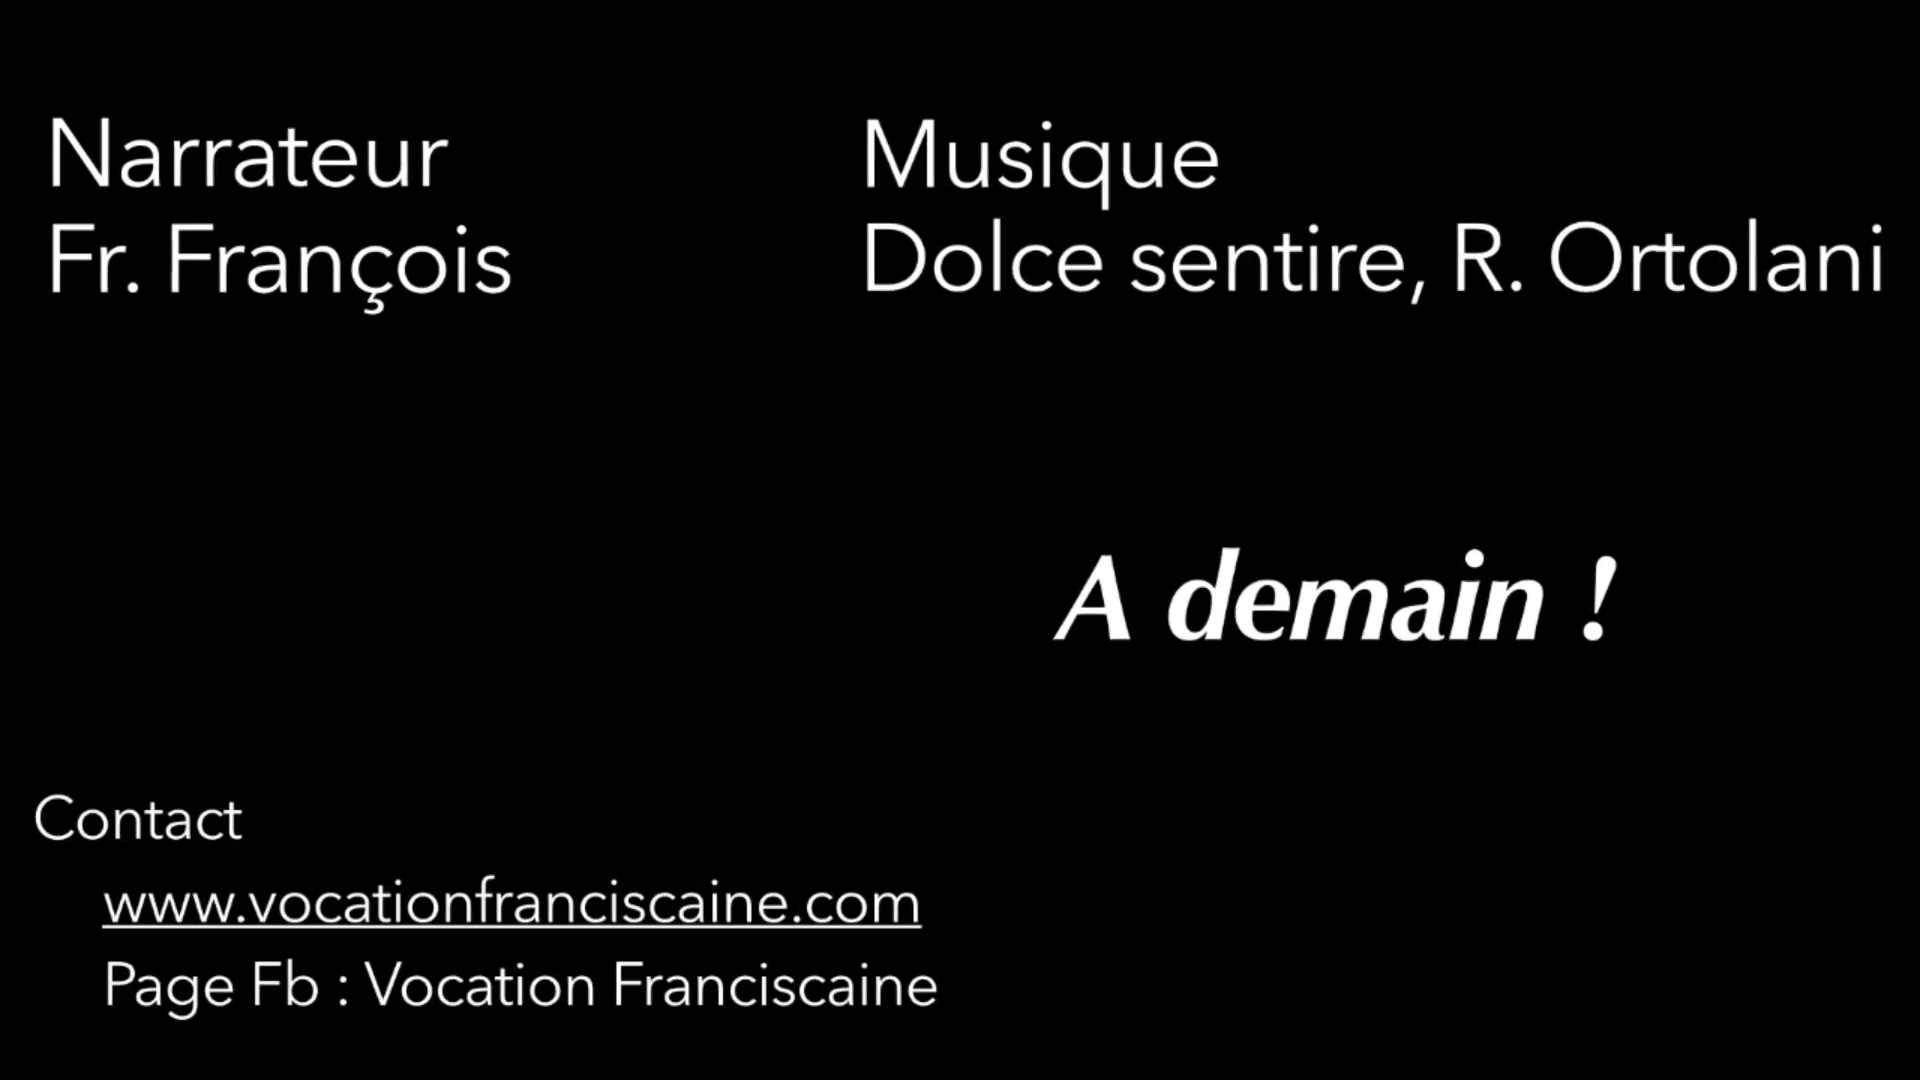 Narrateur
Fr. François
Musique
Dolce sentire, R. Ortolani
A demain !
Contact
www.vocationfranciscaine.com
Page Fb : Vocation Franciscaine